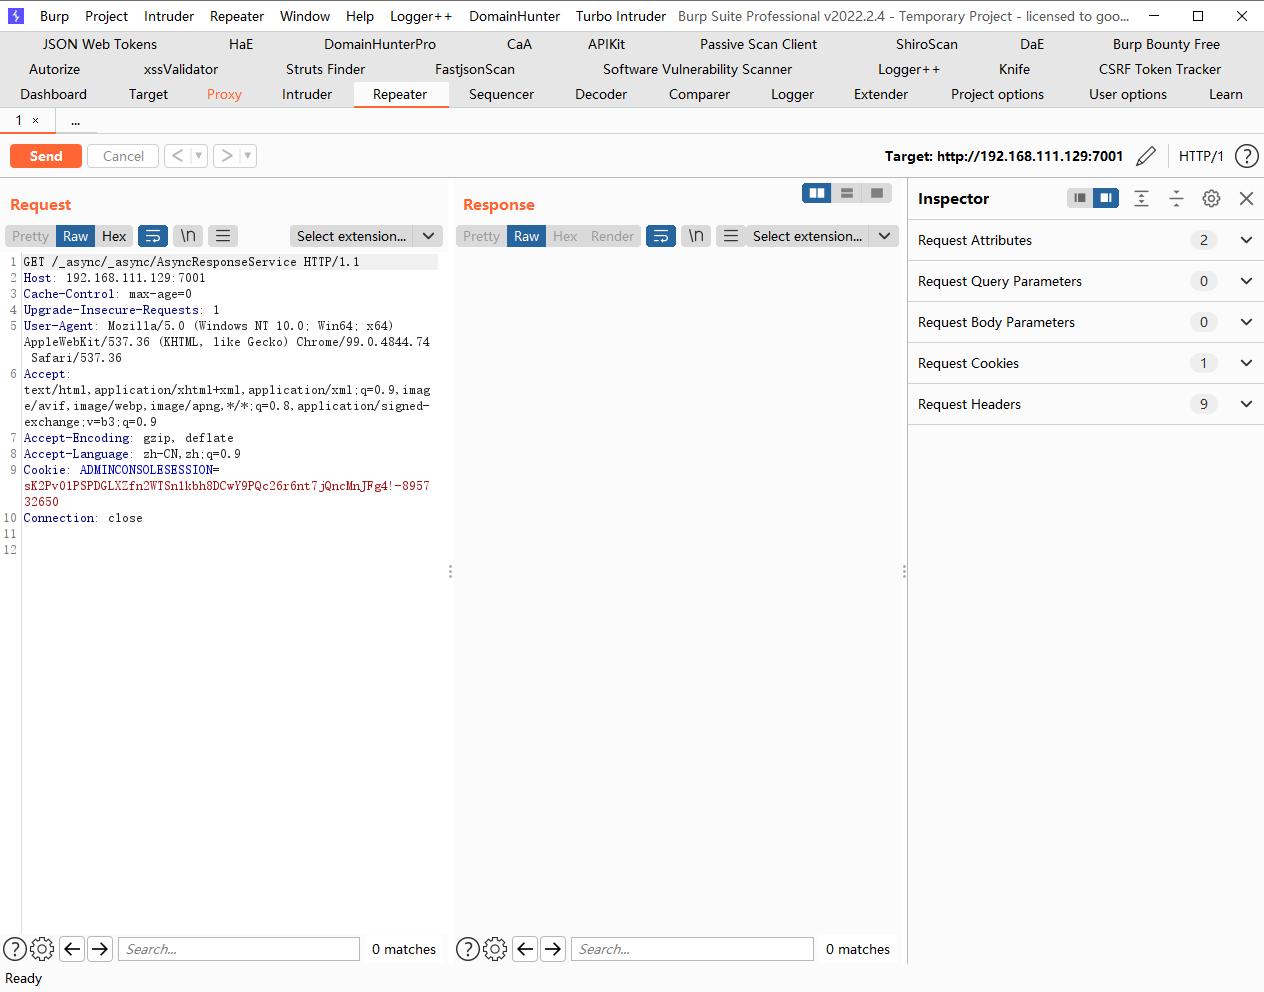 Burp Project Intruder Repeater Window Help Logger++ DomainHunter Turbo Intruder Burp Suite Professional v2022.2.4 - Temporary Project - licensed to goo...
JSON Web Tokens HaE DomainHunterPro CaA APIKit Passive Scan Client ShiroScan DaE Burp Bounty Free
Autorize xssValidator Struts Finder FastjsonScan Software Vulnerability Scanner Logger++ Knife CSRF Token Tracker
Dashboard Target Proxy Intruder Repeater Sequencer Decoder Comparer Logger Extender Project options User options Learn
1 × ...
Send Cancel < > Target: http://192.168.111.129:7001 HTTP/1 ?
Request
Pretty Raw Hex \n Select extension...
1 GET /_async/_async/AsyncResponseService HTTP/1.1
2 Host: 192.168.111.129:7001
3 Cache-Control: max-age=0
4 Upgrade-Insecure-Requests: 1
5 User-Agent: Mozilla/5.0 (Windows NT 10.0; Win64; x64)
AppleWebKit/537.36 (KHTML, like Gecko) Chrome/99.0.4844.74
Safari/537.36
6 Accept:
text/html,application/xhtml+xml,application/xml;q=0.9,imag
e/avif,image/webp,image/apng,*/*;q=0.8,application/signed-
exchange;v=b3;q=0.9
7 Accept-Encoding: gzip, deflate
8 Accept-Language: zh-CN,zh;q=0.9
9 Cookie: ADMINCONSOLESESSION=
sK2Pv01PSPDGLXZfn2WTSn1kbh8DCwY9PQc26r6nt7jQncMnJFg4!-8957
32650
10 Connection: close
11
12
? Search... 0 matches
Response
Pretty Raw Hex Render \n Select extension...
? Search... 0 matches
Inspector
Request Attributes 2
Request Query Parameters 0
Request Body Parameters 0
Request Cookies 1
Request Headers 9
Ready